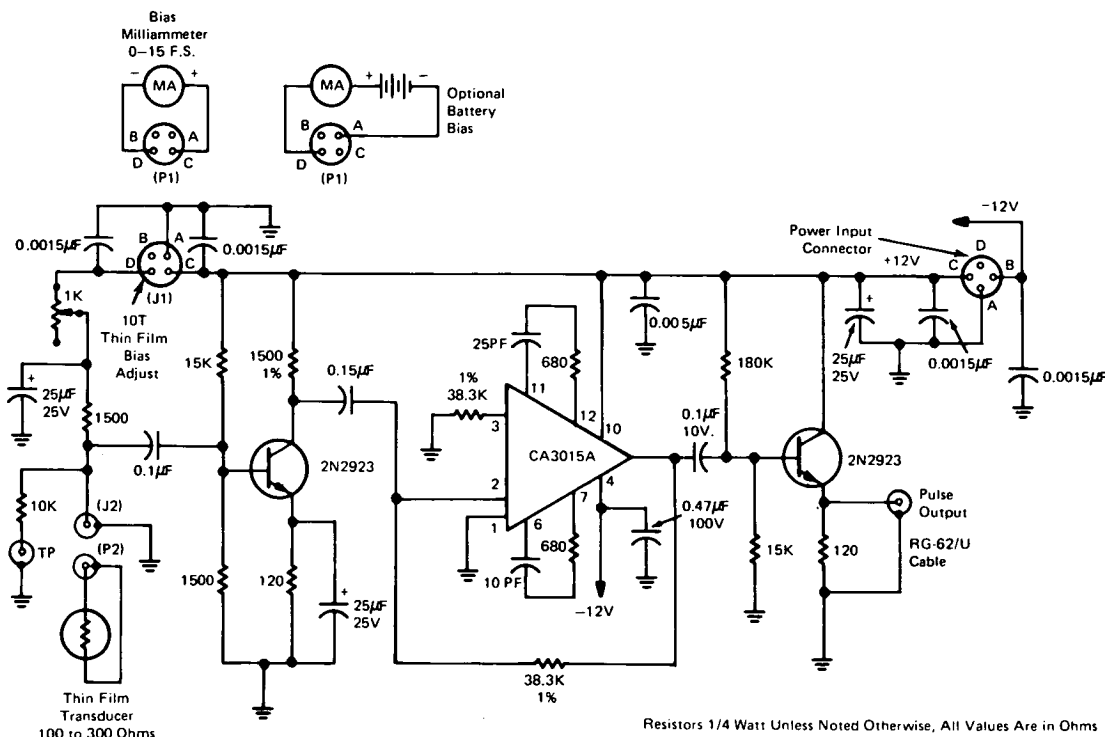 Bias
Milliammeter
0–15 F.S.
− MA +
B A
D C
(P1)
MA + −
Optional
Battery
Bias
B A
D C
(P1)
0.0015µF
B A
D C
(J1)
0.0015µF
10T
Thin Film
Bias
Adjust
1K
+
25µF
25V
1500
0.1µF
10K
TP
(J2)
(P2)
Thin Film
Transducer
100 to 300 Ohms
15K
1500
1500
1%
0.15µF
2N2923
120
+
25µF
25V
1%
38.3K
25PF
680
11
12
10
3
2
1
CA3015A
6
7
4
10 PF
680
−12V
0.47µF
100V
38.3K
1%
0.005µF
180K
0.1µF
10V.
15K
2N2923
120
Pulse
Output
RG-62/U
Cable
−12V
Power Input
Connector
+12V
D
C B
A
+
25µF
25V
0.0015µF
0.0015µF
Resistors 1/4 Watt Unless Noted Otherwise, All Values Are in Ohms